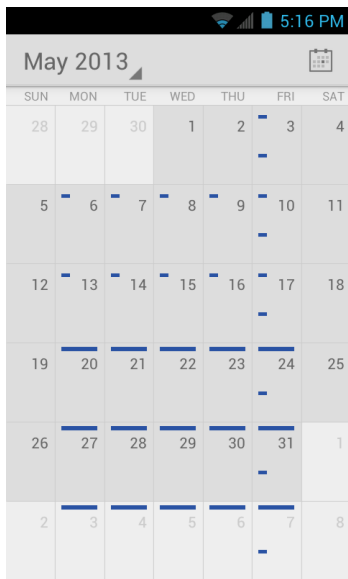 5:16 PM
May 2013
SUN MON TUE WED THU FRI SAT
28 29 30 1 2 3 4
5 6 7 8 9 10 11
12 13 14 15 16 17 18
19 20 21 22 23 24 25
26 27 28 29 30 31 1
2 3 4 5 6 7 8